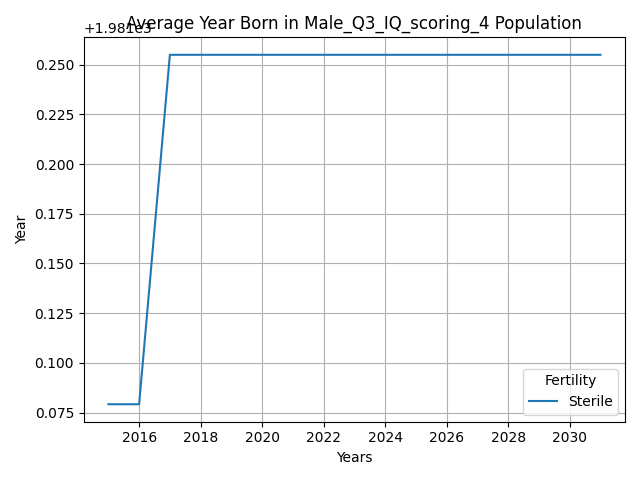 Average Year Born in Male_Q3_IQ_scoring_4 Population
+1.981e3
0.250
0.225
0.200
0.175
0.150
0.125
0.100
0.075
Year
2016 2018 2020 2022 2024 2026 2028 2030
Years
Fertility
Sterile